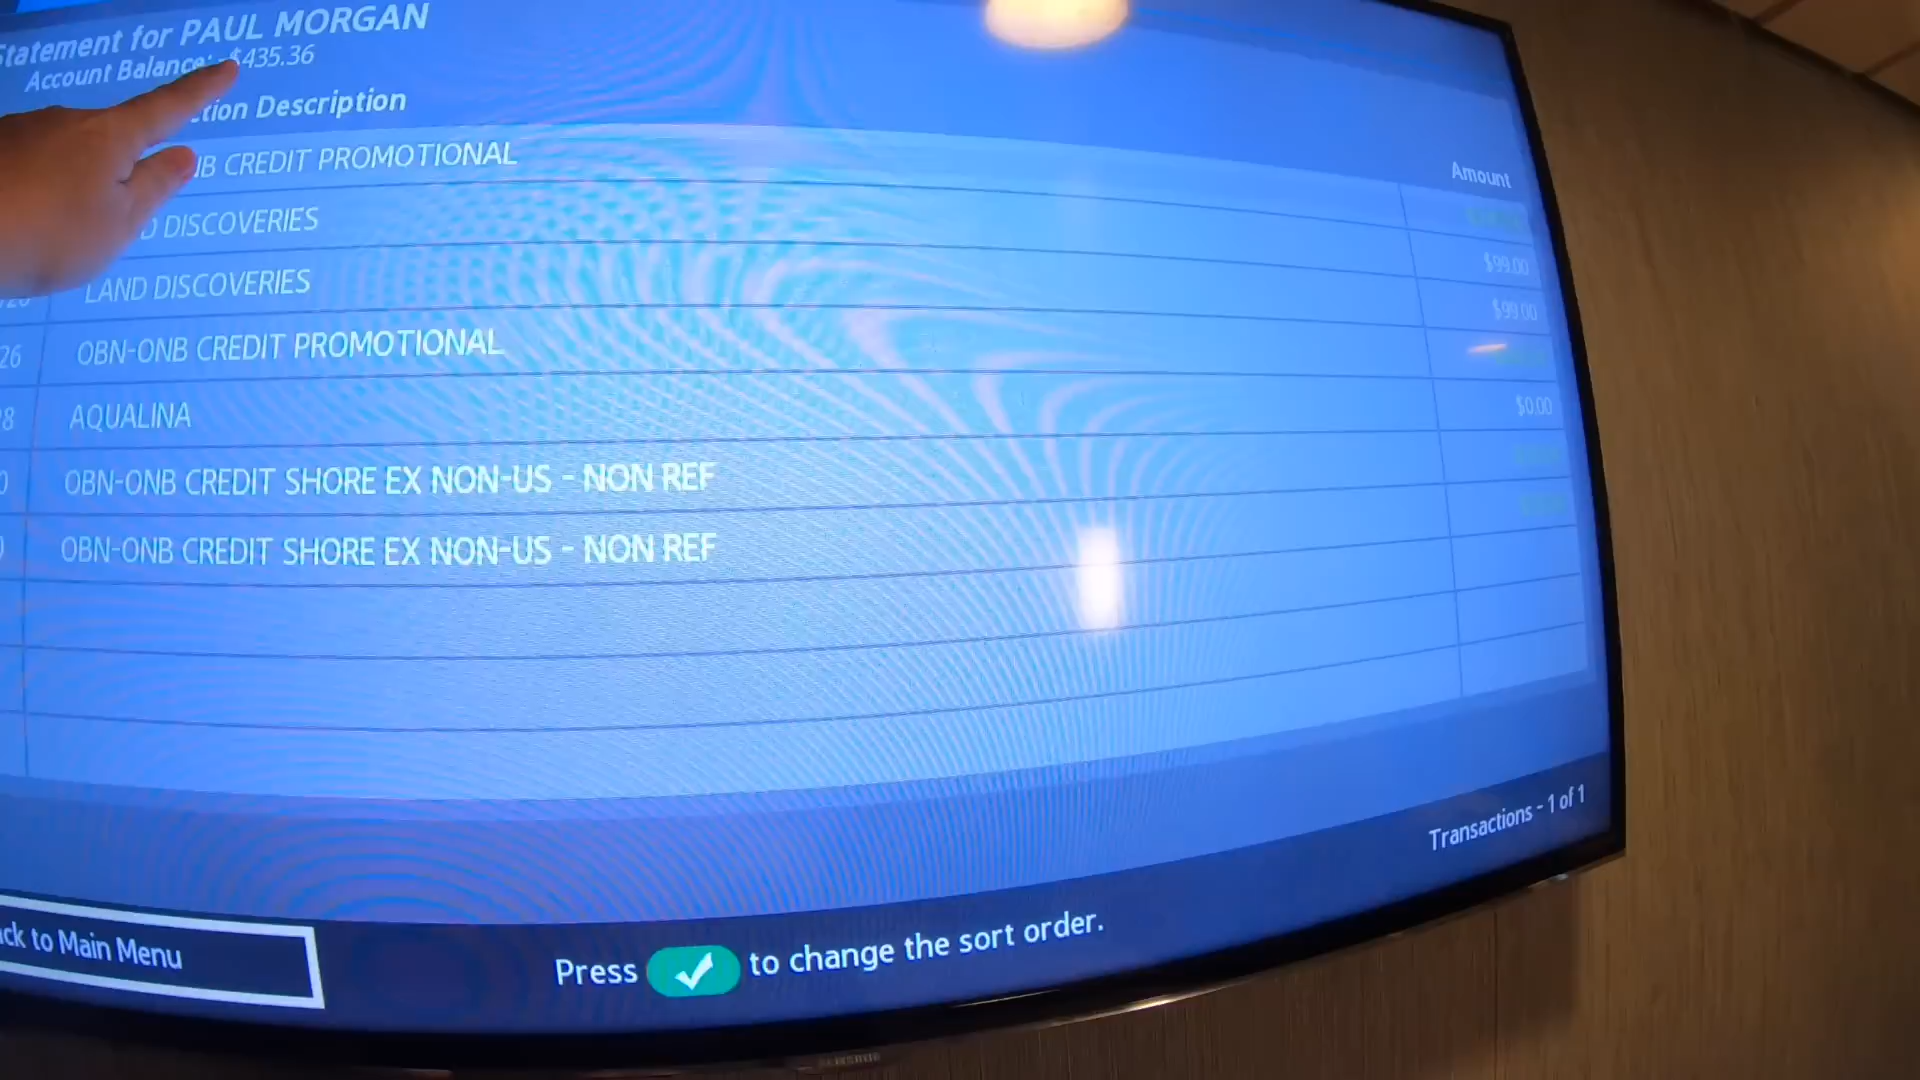 Statement for PAUL MORGAN
Account Balance: -$435.36
Description
Amount
CREDIT PROMOTIONAL
DISCOVERIES
$99.00
LAND DISCOVERIES
$99.00
26 OBN-ONB CREDIT PROMOTIONAL
AQUALINA
$0.00
OBN-ONB CREDIT SHORE EX NON-US - NON REF
OBN-ONB CREDIT SHORE EX NON-US - NON REF
Transactions - 1 of 1
to Main Menu
Press to change the sort order.
SAMSUNG